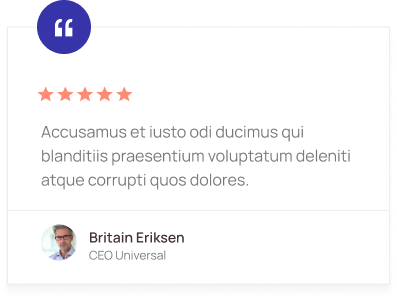 “
Accusamus et iusto odi ducimus qui
blanditiis praesentium voluptatum deleniti
atque corrupti quos dolores.
Britain Eriksen
CEO Universal